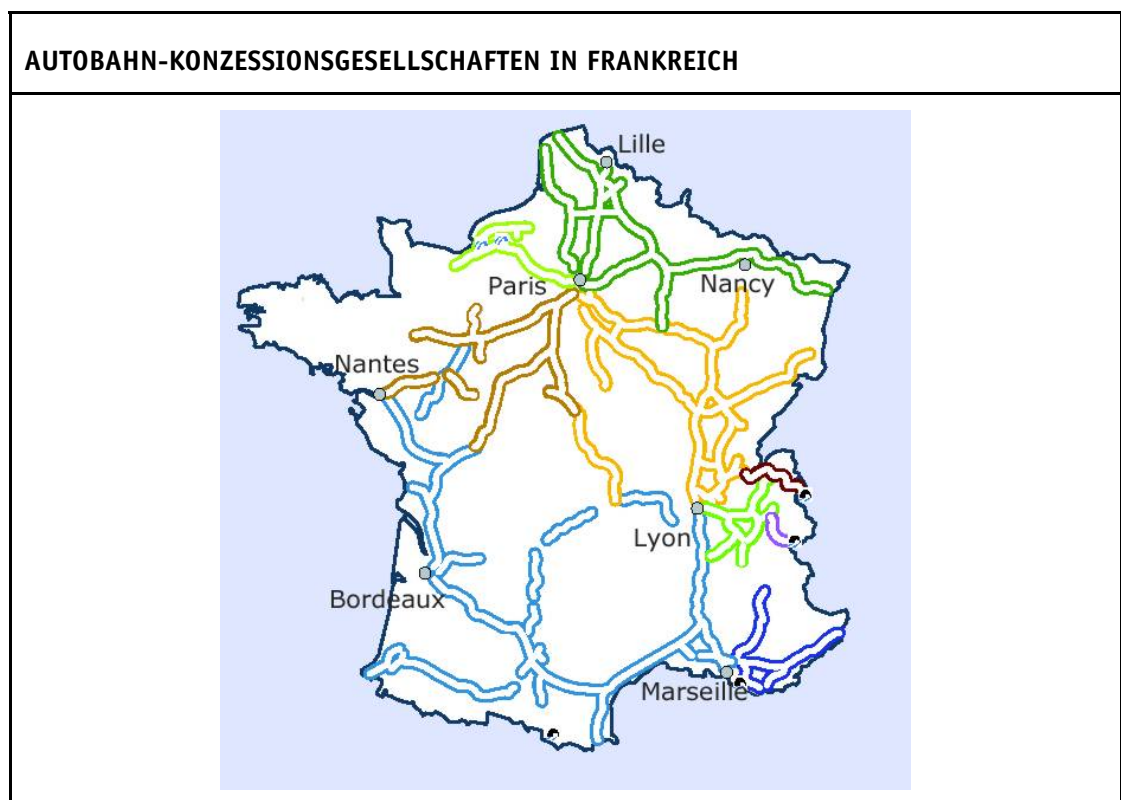 AUTOBAHN-KONZESSIONSGESELLSCHAFTEN IN FRANKREICH
Lille
Paris
Nancy
Nantes
Lyon
Bordeaux
Marseille